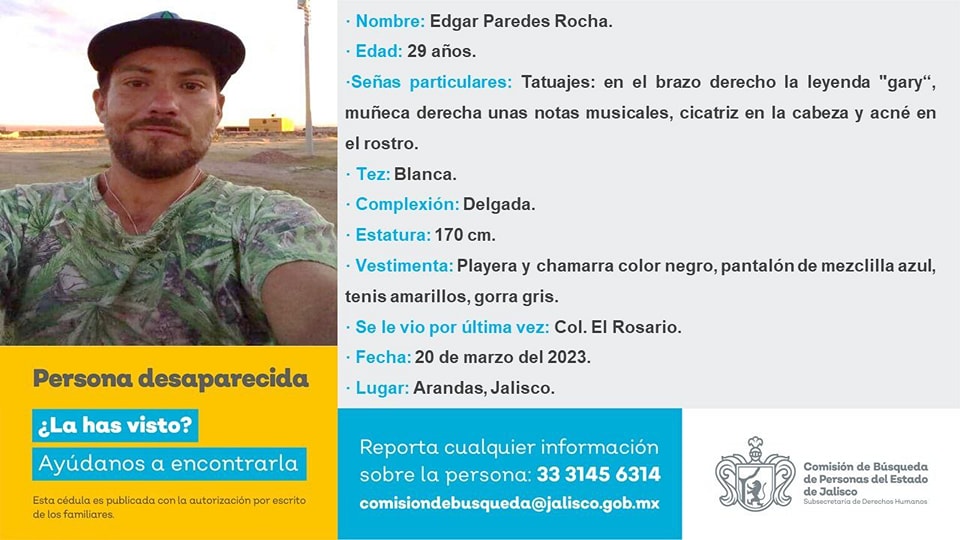 · Nombre: Edgar Paredes Rocha.
· Edad: 29 años.
·Señas particulares: Tatuajes: en el brazo derecho la leyenda "gary“,
muñeca derecha unas notas musicales, cicatriz en la cabeza y acné en
el rostro.
· Tez: Blanca.
· Complexión: Delgada.
· Estatura: 170 cm.
· Vestimenta: Playera y chamarra color negro, pantalón de mezclilla azul,
tenis amarillos, gorra gris.
· Se le vio por última vez: Col. El Rosario.
· Fecha: 20 de marzo del 2023.
· Lugar: Arandas, Jalisco.
Persona desaparecida
¿La has visto?
Ayúdanos a encontrarla
Esta cédula es publicada con la autorización por escrito
de los familiares.
Reporta cualquier información
sobre la persona: 33 3145 6314
comisiondebusqueda@jalisco.gob.mx
Comisión de Búsqueda
de Personas del Estado
de Jalisco
Subsecretaría de Derechos Humanos